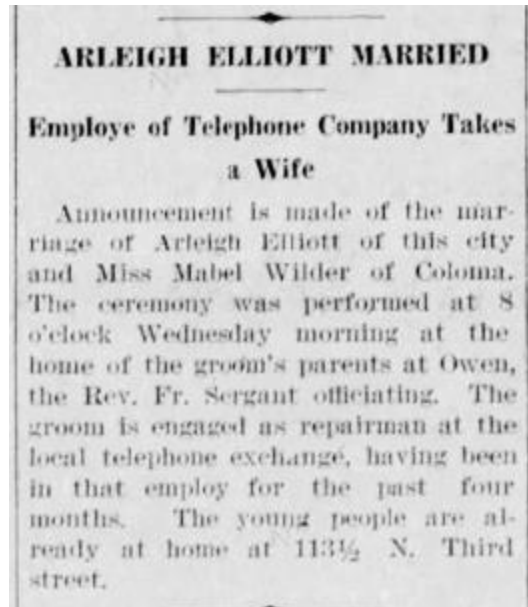 ARLEIGH ELLIOTT MARRIED
Employe of Telephone Company Takes
a Wife
Announcement is made of the mar-
riage of Arleigh Elliott of this city
and Miss Mabel Wilder of Coloma.
The ceremony was performed at 8
o'clock Wednesday morning at the
home of the groom's parents at Owen,
the Rev. Fr. Sergant officiating. The
groom is engaged as repairman at the
local telephone exchange, having been
in that employ for the past four
months. The young people are al-
ready at home at 113½ N. Third
street.